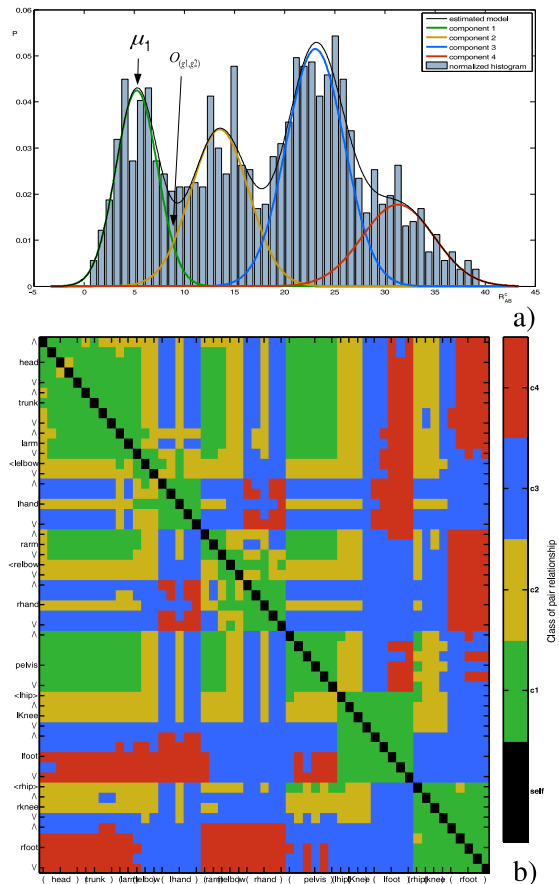 P
0.06
0.05
0.04
0.03
0.02
0.01
0
-5
0
5
10
15
20
25
30
35
40
45
μ1
O(g1,g2)
estimated model
component 1
component 2
component 3
component 4
normalized histogram
a)
<
head
>
<
trunk
>
<
larm
>
<lelbow
>
<
lhand
>
<
rarm
>
<relbow
>
<
rhand
>
<
pelvis
>
<lhip>
lKnee
>
<
lfoot
>
<rhip>
rknee
<
rfoot
>
c4
c3
c2
c1
self
Class of pair relationship
b)